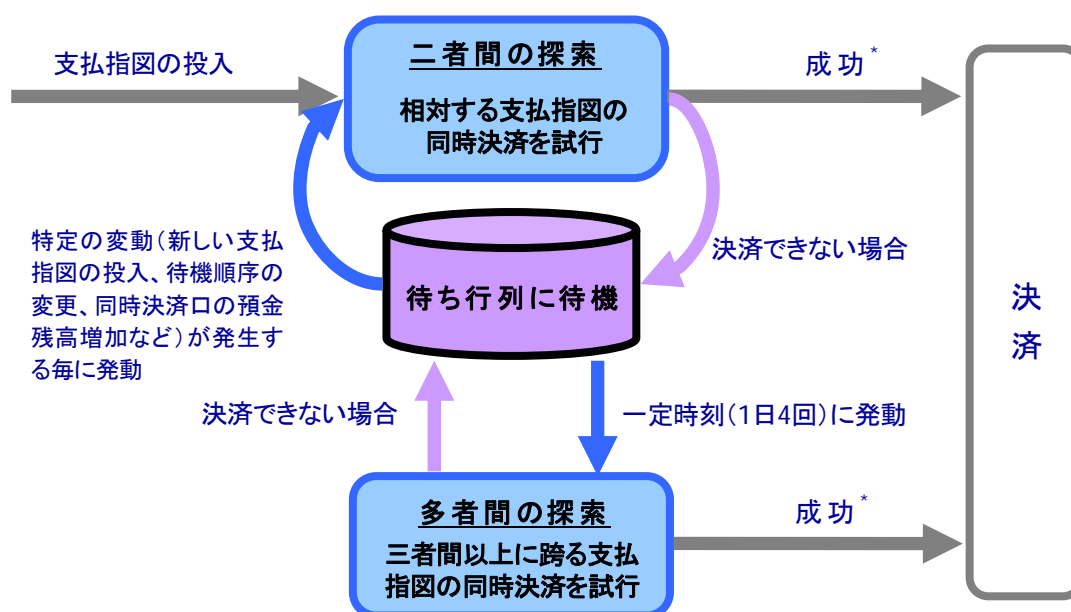 支払指図の投入
二者間の探索
相対する支払指図の
同時決済を試行
成功*
特定の変動(新しい支払
指図の投入、待機順序の
変更、同時決済口の預金
残高増加など)が発生す
る毎に発動
待ち行列に待機
決済できない場合
決
済
決済できない場合
一定時刻(1日4回)に発動
多者間の探索
三者間以上に跨る支払
指図の同時決済を試行
成功*